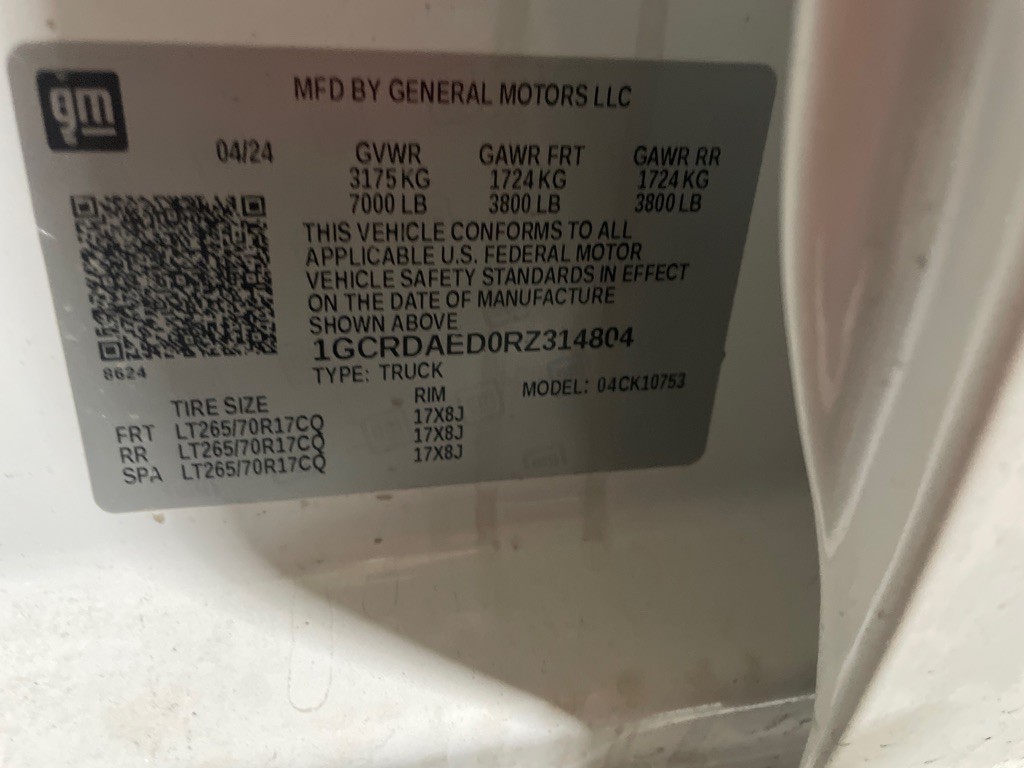 gm
MFD BY GENERAL MOTORS LLC
04/24 GVWR GAWR FRT GAWR RR
3175 KG 1724 KG 1724 KG
7000 LB 3800 LB 3800 LB
THIS VEHICLE CONFORMS TO ALL
APPLICABLE U.S. FEDERAL MOTOR
VEHICLE SAFETY STANDARDS IN EFFECT
ON THE DATE OF MANUFACTURE
SHOWN ABOVE
1GCRDAED0RZ314804
8624
TYPE: TRUCK MODEL: 04CK10753
TIRE SIZE RIM
FRT LT265/70R17CQ 17X8J
RR LT265/70R17CQ 17X8J
SPA LT265/70R17CQ 17X8J